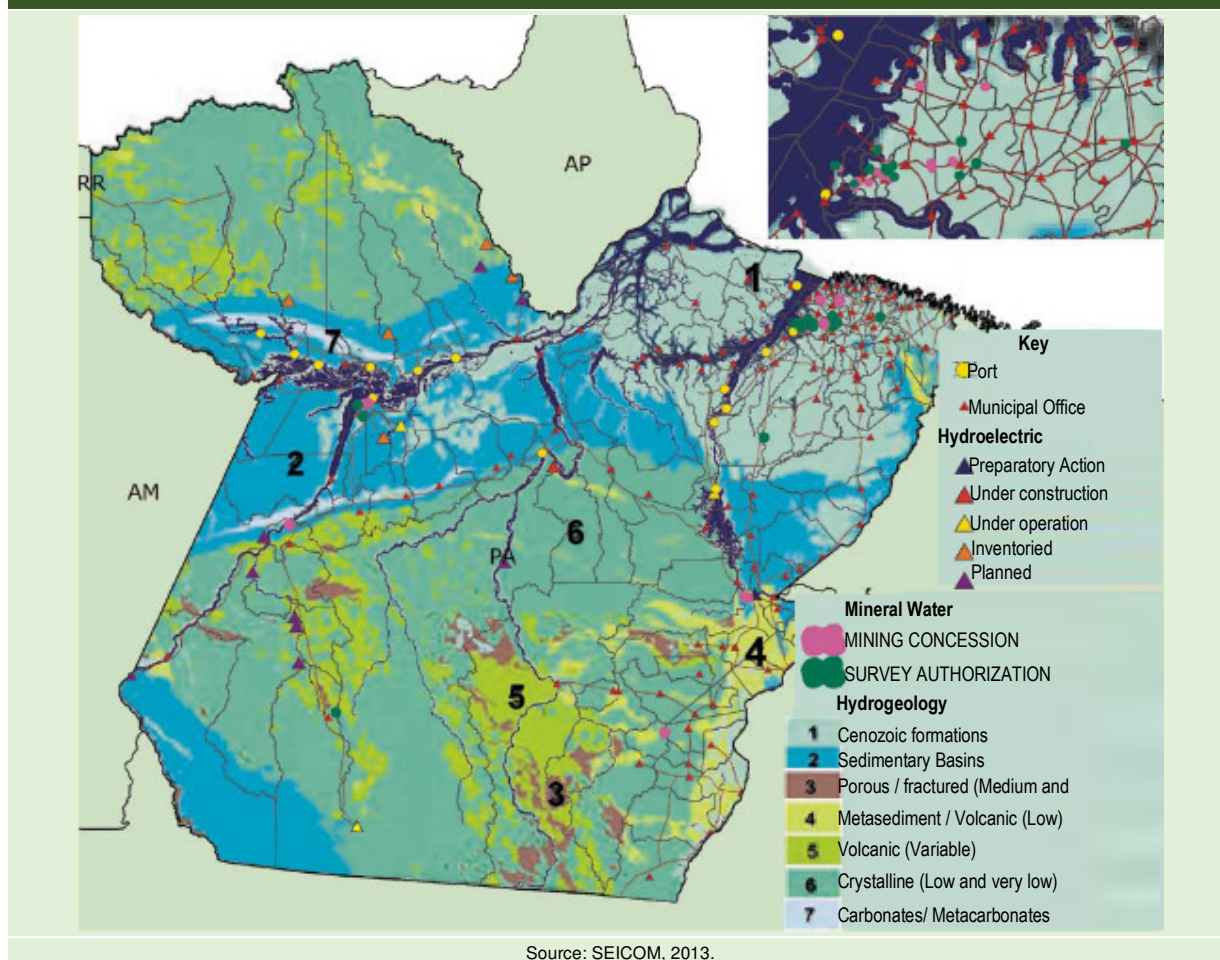 AP
RR
1
7
Key
Port
Municipal Office
Hydroelectric
2
Preparatory Action
AM
Under construction
6
Under operation
PA
Inventoried
Planned
Mineral Water
4
MINING CONCESSION
5
SURVEY AUTHORIZATION
Hydrogeology
1 Cenozoic formations
2 Sedimentary Basins
3
3 Porous / fractured (Medium and
4 Metasediment / Volcanic (Low)
5 Volcanic (Variable)
6 Crystalline (Low and very low)
7 Carbonates/ Metacarbonates
Source: SEICOM, 2013.